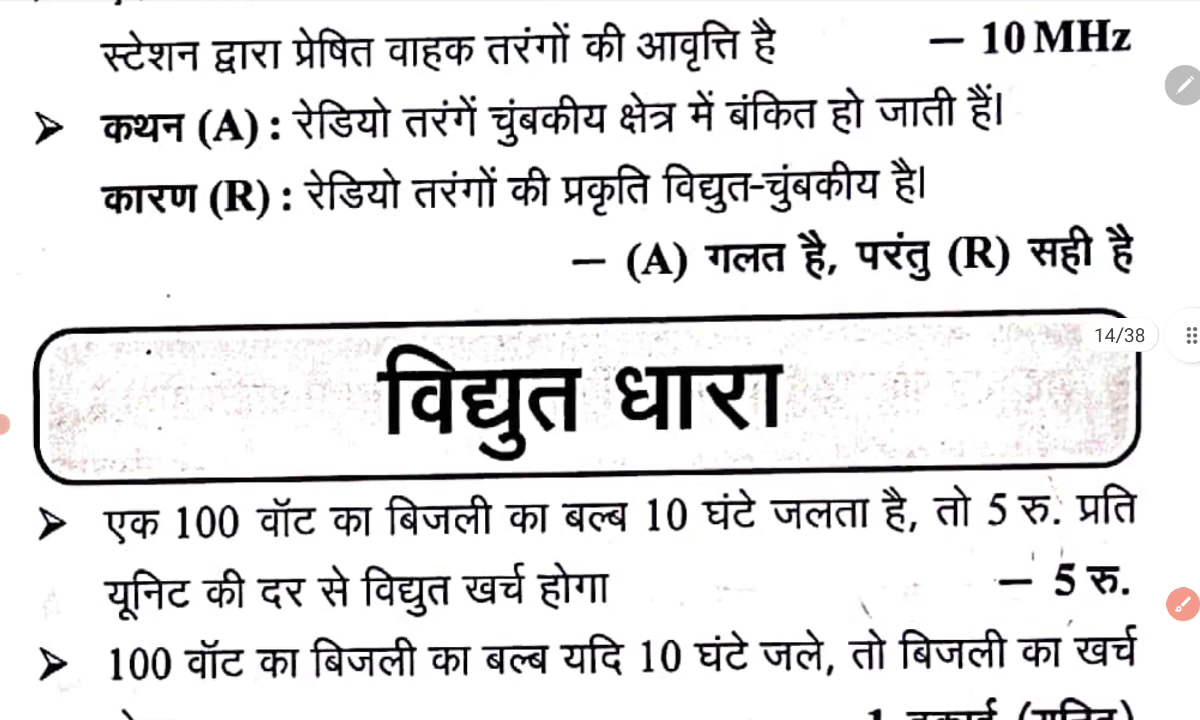 स्टेशन द्वारा प्रेषित वाहक तरंगों की आवृत्ति है – 10 MHz
➤ कथन (A) : रेडियो तरंगें चुंबकीय क्षेत्र में बंकित हो जाती हैं।
कारण (R) : रेडियो तरंगों की प्रकृति विद्युत-चुंबकीय है।
– (A) गलत है, परंतु (R) सही है
14/38
विद्युत धारा
➤ एक 100 वॉट का बिजली का बल्ब 10 घंटे जलता है, तो 5 रु. प्रति
यूनिट की दर से विद्युत खर्च होगा – 5 रु.
➤ 100 वॉट का बिजली का बल्ब यदि 10 घंटे जले, तो बिजली का खर्च